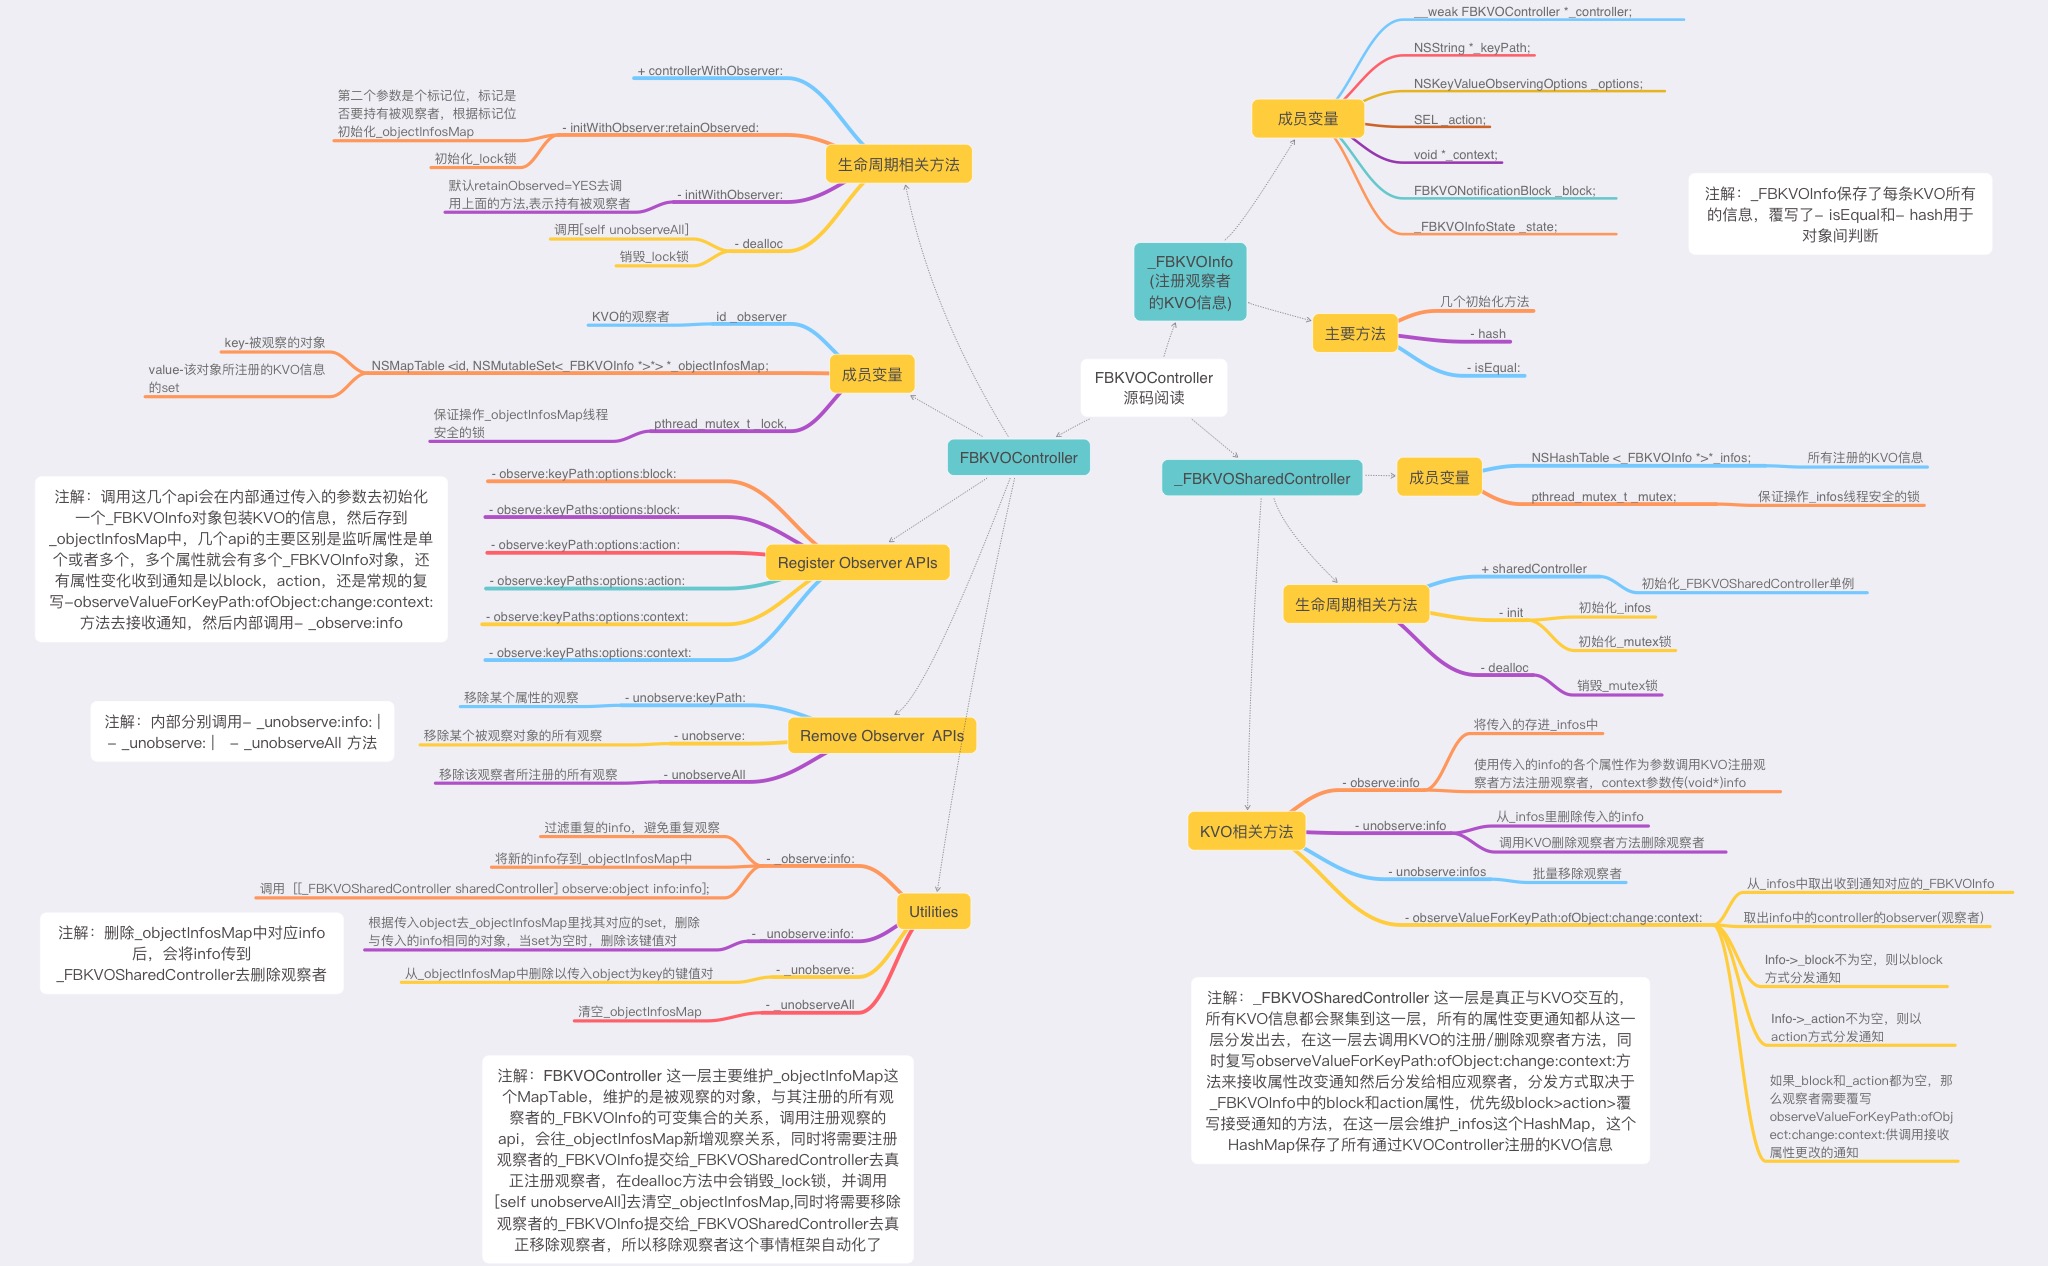 FBKVOController
源码阅读
_FBKVOInfo
(注册观察者
的KVO信息)
成员变量
__weak FBKVOController *_controller;
NSString *_keyPath;
NSKeyValueObservingOptions _options;
SEL _action;
void *_context;
FBKVONotificationBlock _block;
_FBKVOInfoState _state;
注解：_FBKVOInfo保存了每条KVO所有
的信息，覆写了- isEqual和- hash用于
对象间判断
主要方法
几个初始化方法
- hash
- isEqual:
_FBKVOSharedController
成员变量
NSHashTable <_FBKVOInfo *>*_infos;
所有注册的KVO信息
pthread_mutex_t _mutex;
保证操作_infos线程安全的锁
生命周期相关方法
+ sharedController
初始化_FBKVOSharedController单例
- init
初始化_infos
初始化_mutex锁
- dealloc
销毁_mutex锁
KVO相关方法
- observe:info
将传入的存进_infos中
使用传入的info的各个属性作为参数调用KVO注册观
察者方法注册观察者，context参数传(void*)info
- unobserve:info
从_infos里删除传入的info
调用KVO删除观察者方法删除观察者
- unobserve:infos
批量移除观察者
- observeValueForKeyPath:ofObject:change:context:
从_infos中取出收到通知对应的_FBKVOInfo
取出info中的controller的observer(观察者)
Info->_block不为空，则以block
方式分发通知
Info->_action不为空，则以
action方式分发通知
如果_block和_action都为空，那
么观察者需要覆写
observeValueForKeyPath:ofObj
ect:change:context:供调用接收
属性更改的通知
注解：_FBKVOSharedController 这一层是真正与KVO交互的，
所有KVO信息都会聚集到这一层，所有的属性变更通知都从这一
层分发出去，在这一层去调用KVO的注册/删除观察者方法，同
时复写observeValueForKeyPath:ofObject:change:context:方
法来接收属性改变通知然后分发给相应观察者，分发方式取决于
_FBKVOInfo中的block和action属性，优先级block>action>覆
写接受通知的方法，在这一层会维护_infos这个HashMap，这个
HashMap保存了所有通过KVOController注册的KVO信息
FBKVOController
生命周期相关方法
+ controllerWithObserver:
- initWithObserver:retainObserved:
第二个参数是个标记位，标记是
否要持有被观察者，根据标记位
初始化_objectInfosMap
初始化_lock锁
- initWithObserver:
默认retainObserved=YES去调
用上面的方法,表示持有被观察者
- dealloc
调用[self unobserveAll]
销毁_lock锁
成员变量
id _observer
KVO的观察者
NSMapTable <id, NSMutableSet<_FBKVOInfo *>*> *_objectInfosMap;
key-被观察的对象
value-该对象所注册的KVO信息
的set
pthread_mutex_t _lock,
保证操作_objectInfosMap线程
安全的锁
Register Observer APIs
- observe:keyPath:options:block:
- observe:keyPaths:options:block:
- observe:keyPath:options:action:
- observe:keyPaths:options:action:
- observe:keyPaths:options:context:
- observe:keyPaths:options:context:
注解：调用这几个api会在内部通过传入的参数去初始化
一个_FBKVOInfo对象包装KVO的信息，然后存到
_objectInfosMap中，几个api的主要区别是监听属性是单
个或者多个，多个属性就会有多个_FBKVOInfo对象，还
有属性变化收到通知是以block，action，还是常规的复
写-observeValueForKeyPath:ofObject:change:context:
方法去接收通知，然后内部调用- _observe:info
Remove Observer  APIs
- unobserve:keyPath:
移除某个属性的观察
- unobserve:
移除某个被观察对象的所有观察
- unobserveAll
移除该观察者所注册的所有观察
注解：内部分别调用- _unobserve:info: |
- _unobserve: |   - _unobserveAll 方法
Utilities
- _observe:info:
过滤重复的info，避免重复观察
将新的info存到_objectInfosMap中
调用 [[_FBKVOSharedController sharedController] observe:object info:info];
- _unobserve:info:
根据传入object去_objectInfosMap里找其对应的set，删除
与传入的info相同的对象，当set为空时，删除该键值对
- _unobserve:
从_objectInfosMap中删除以传入object为key的键值对
- _unobserveAll
清空_objectInfosMap
注解：删除_objectInfosMap中对应info
后，会将info传到
_FBKVOSharedController去删除观察者
注解：FBKVOController 这一层主要维护_objectInfoMap这
个MapTable，维护的是被观察的对象，与其注册的所有观
察者的_FBKVOInfo的可变集合的关系，调用注册观察的
api，会往_objectInfosMap新增观察关系，同时将需要注册
观察者的_FBKVOInfo提交给_FBKVOSharedController去真
正注册观察者，在dealloc方法中会销毁_lock锁，并调用
[self unobserveAll]去清空_objectInfosMap,同时将需要移除
观察者的_FBKVOInfo提交给_FBKVOSharedController去真
正移除观察者，所以移除观察者这个事情框架自动化了